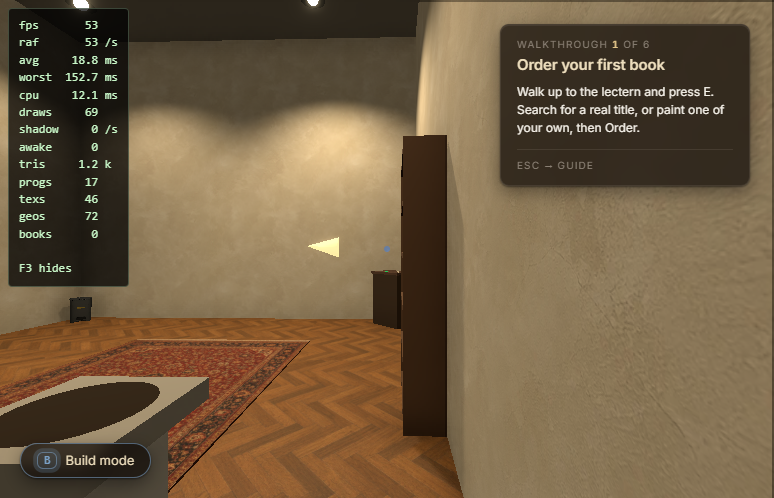 fps 53
raf 53 /s
avg 18.8 ms
worst 152.7 ms
cpu 12.1 ms
draws 69
shadow 0 /s
awake 0
tris 1.2 k
progs 17
texs 46
geos 72
books 0
F3 hides
WALKTHROUGH 1 OF 6
Order your first book
Walk up to the lectern and press E.
Search for a real title, or paint one of
your own, then Order.
ESC → GUIDE
B Build mode